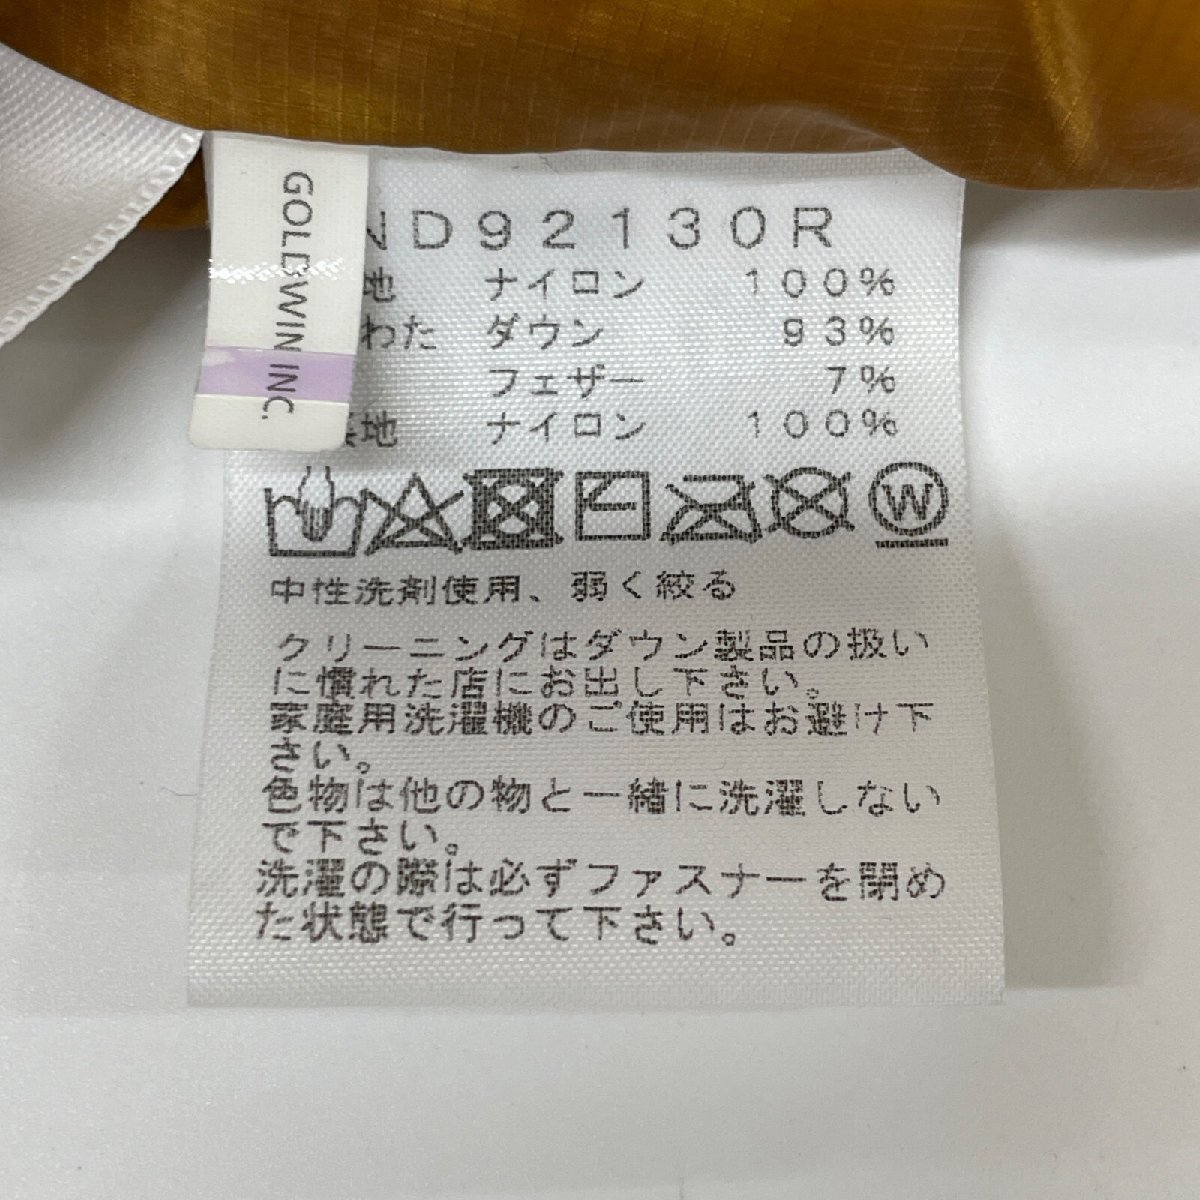 GOLDWIN INC.
ND92130R
地 ナイロン 100%
わた ダウン 93%
フェザー 7%
地 ナイロン 100%
W
中性洗剤使用、弱く絞る
クリーニングはダウン製品の扱い
に慣れた店にお出し下さい。
家庭用洗濯機のご使用はお避け下
さい。
色物は他の物と一緒に洗濯しない
で下さい。
洗濯の際は必ずファスナーを閉め
た状態で行って下さい。